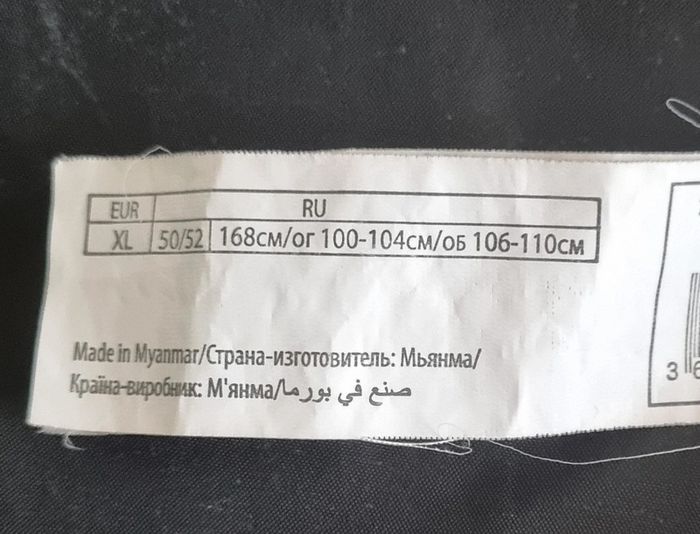 EUR RU
XL 50/52 168см/ог 100-104см/об 106-110см
Made in Myanmar/Страна-изготовитель: Мьянма/
Країна-виробник: М'янма/صنع في بورما
3